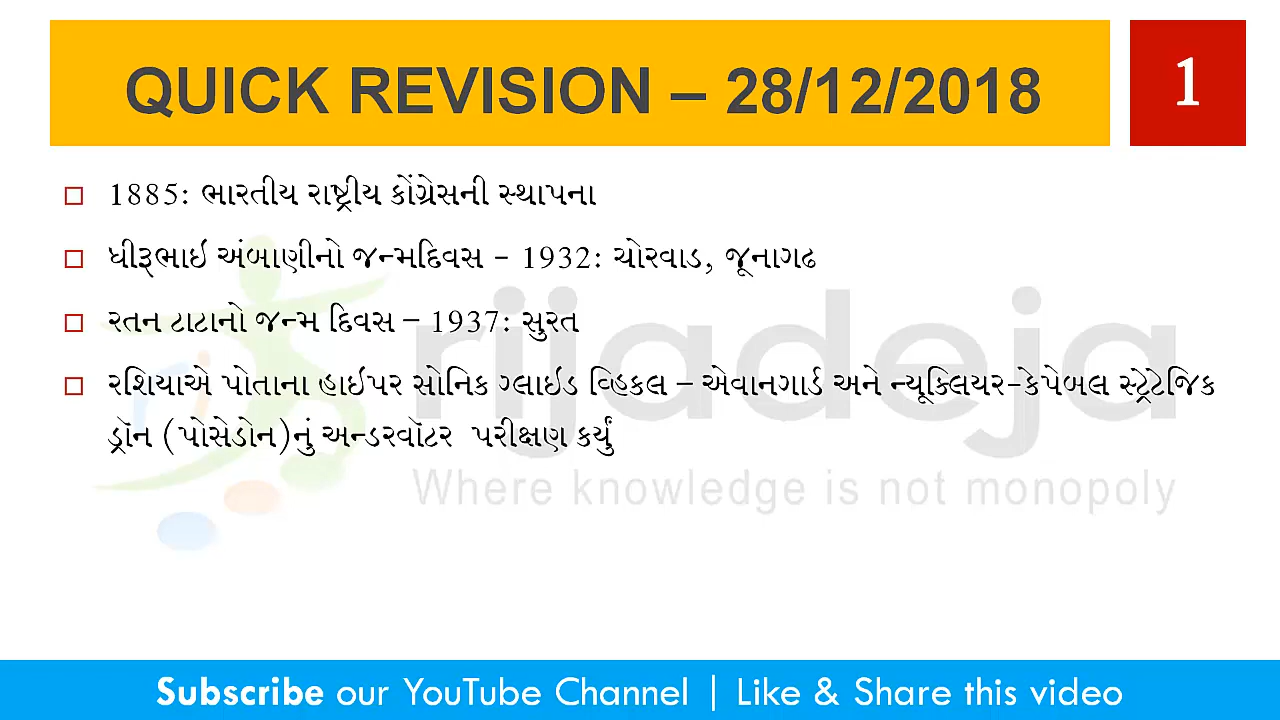 QUICK REVISION – 28/12/2018
1
1885: ભારતીય રાષ્ટ્રીય કોંગ્રેસની સ્થાપના
ધીરૂભાઇ અંબાણીનો જન્મદિવસ - 1932: ચોરવાડ, જૂનાગઢ
રતન ટાટાનો જન્મ દિવસ – 1937: સુરત
રશિયાએ પોતાના હાઇપર સોનિક ગ્લાઇડ વ્હિકલ – એવાનગાર્ડ અને ન્યૂક્લિયર-કેપેબલ સ્ટ્રેટેજિક
ડ્રૉન (પોસેડોન)નું અન્ડરવૉટર પરીક્ષણ કર્યું
rijadeja
Where knowledge is not monopoly
Subscribe our YouTube Channel | Like & Share this video